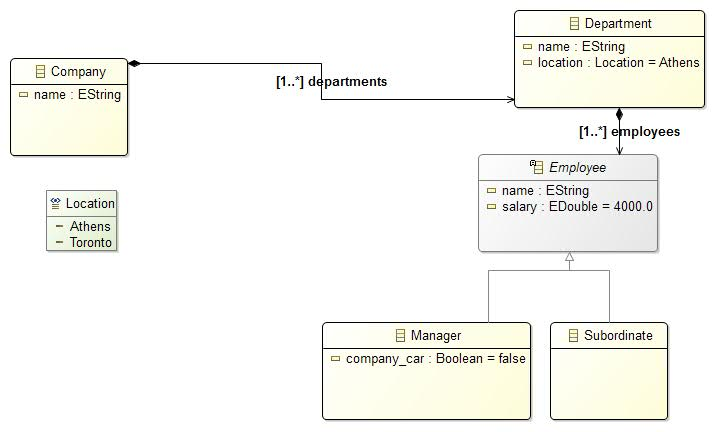 Department
name : EString
location : Location = Athens
Company
name : EString
[1..*] departments
[1..*] employees
Employee
name : EString
salary : EDouble = 4000.0
Location
Athens
Toronto
Manager
company_car : Boolean = false
Subordinate